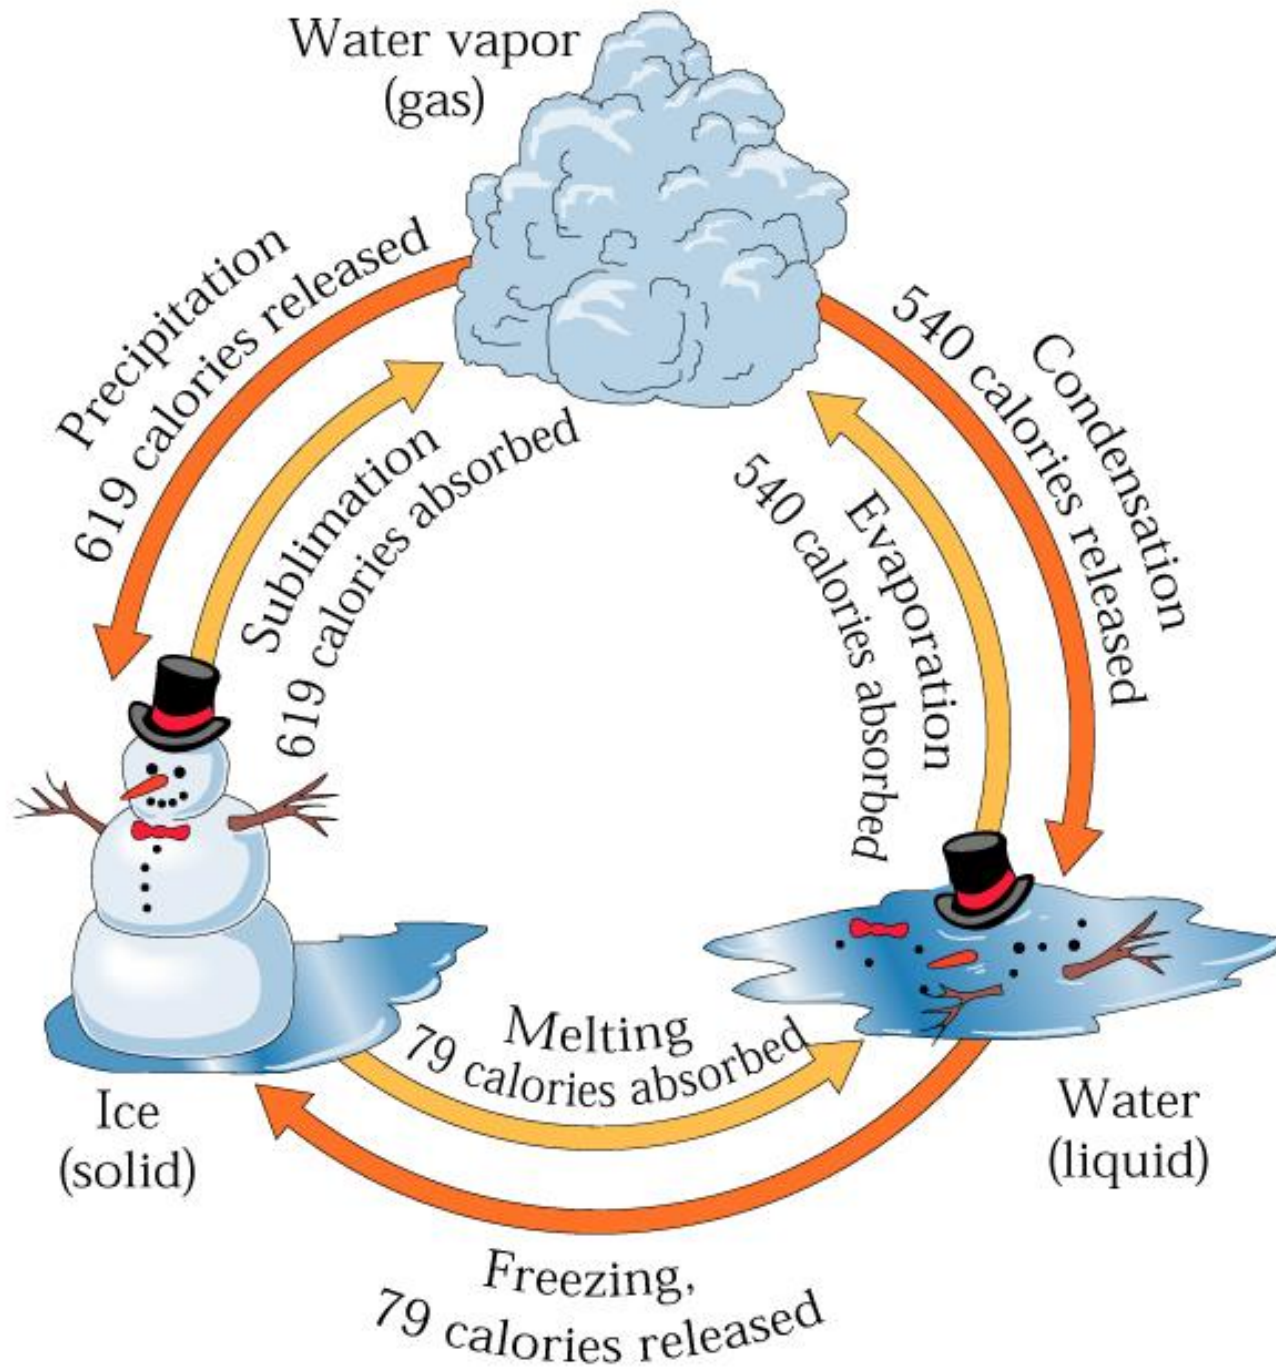 Water vapor
(gas)
Precipitation
619 calories released
Sublimation
619 calories absorbed
Condensation
540 calories released
Evaporation
540 calories absorbed
Melting
79 calories absorbed
Ice
(solid)
Water
(liquid)
Freezing,
79 calories released